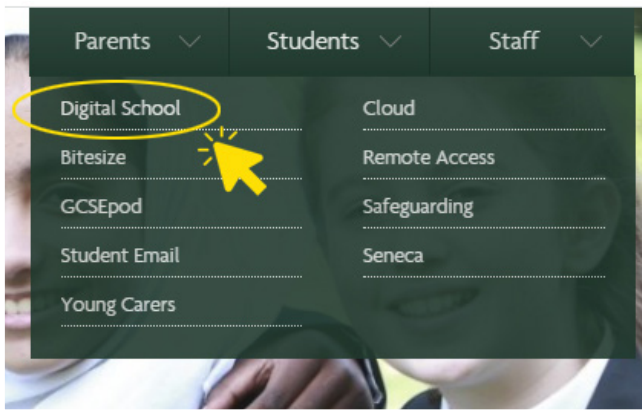 Parents
Students
Staff
Digital School
Cloud
Bitesize
Remote Access
GCSEpod
Safeguarding
Student Email
Seneca
Young Carers